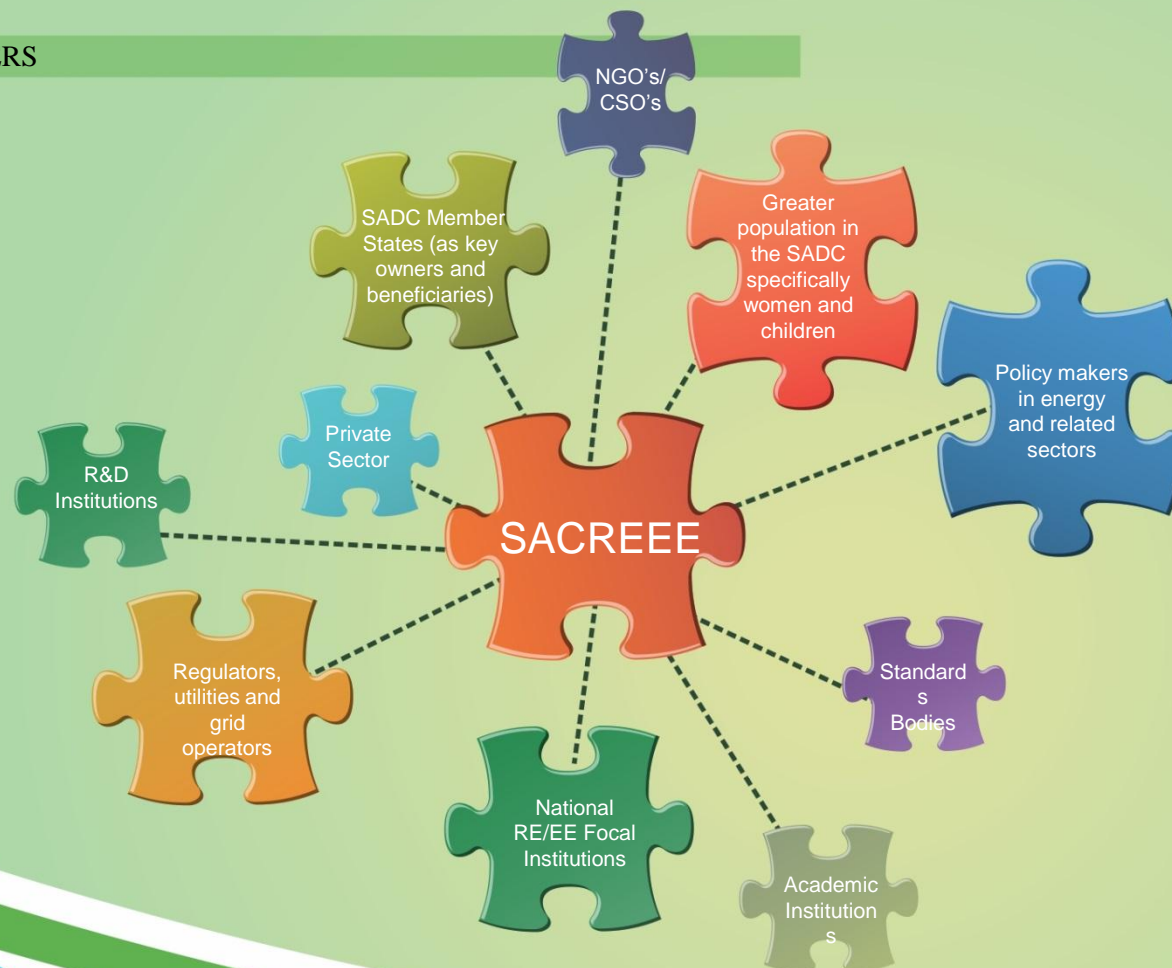 ERS
NGO's/
CSO's
SADC Member
States (as key
owners and
beneficiaries)
Greater
population in
the SADC
specifically
women and
children
Policy makers
in energy
and related
sectors
Private
Sector
R&D
Institutions
SACREEE
Regulators,
utilities and
grid
operators
Standard
s
Bodies
National
RE/EE Focal
Institutions
Academic
Institution
s